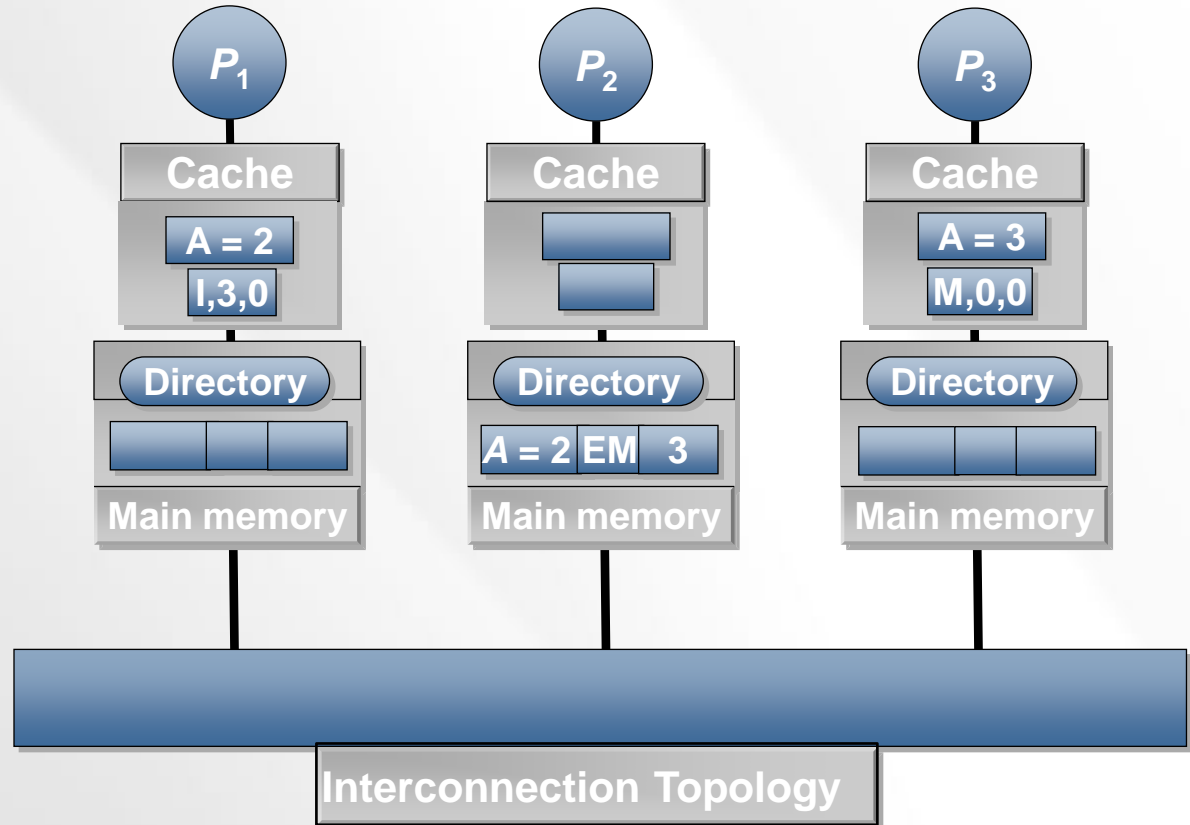 P1 P2 P3
Cache Cache Cache
A = 2 A = 3
I,3,0 M,0,0
Directory Directory Directory
A = 2 EM 3
Main memory Main memory Main memory
Interconnection Topology